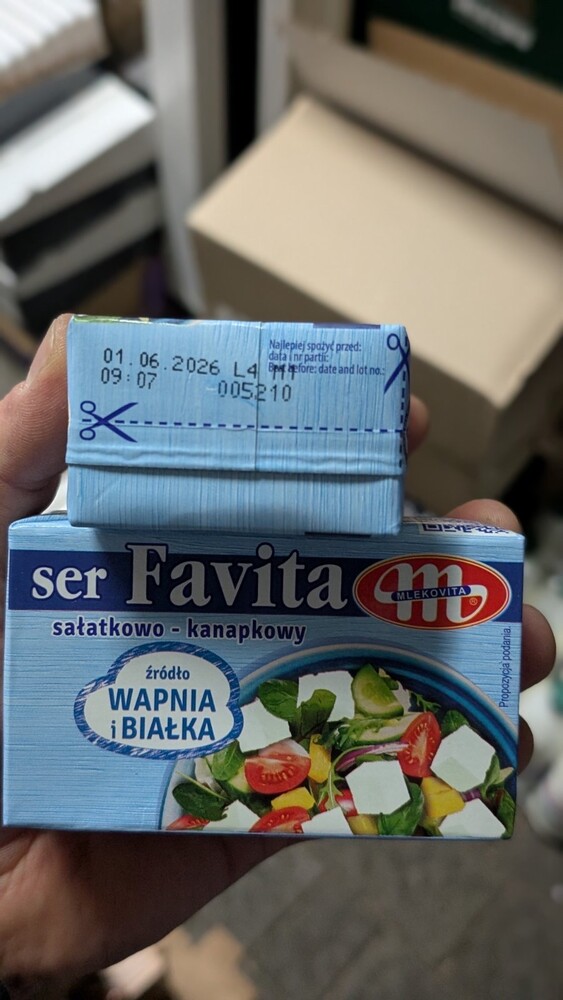 Najlepiej spożyć przed:
data i nr partii:
Best before: date and lot no.:
01.06.2026 L4 m
09:07 005210
ser Favita
MLEKOVITA ®
sałatkowo - kanapkowy
źródło
WAPNIA
i BIAŁKA
Propozycja podania.